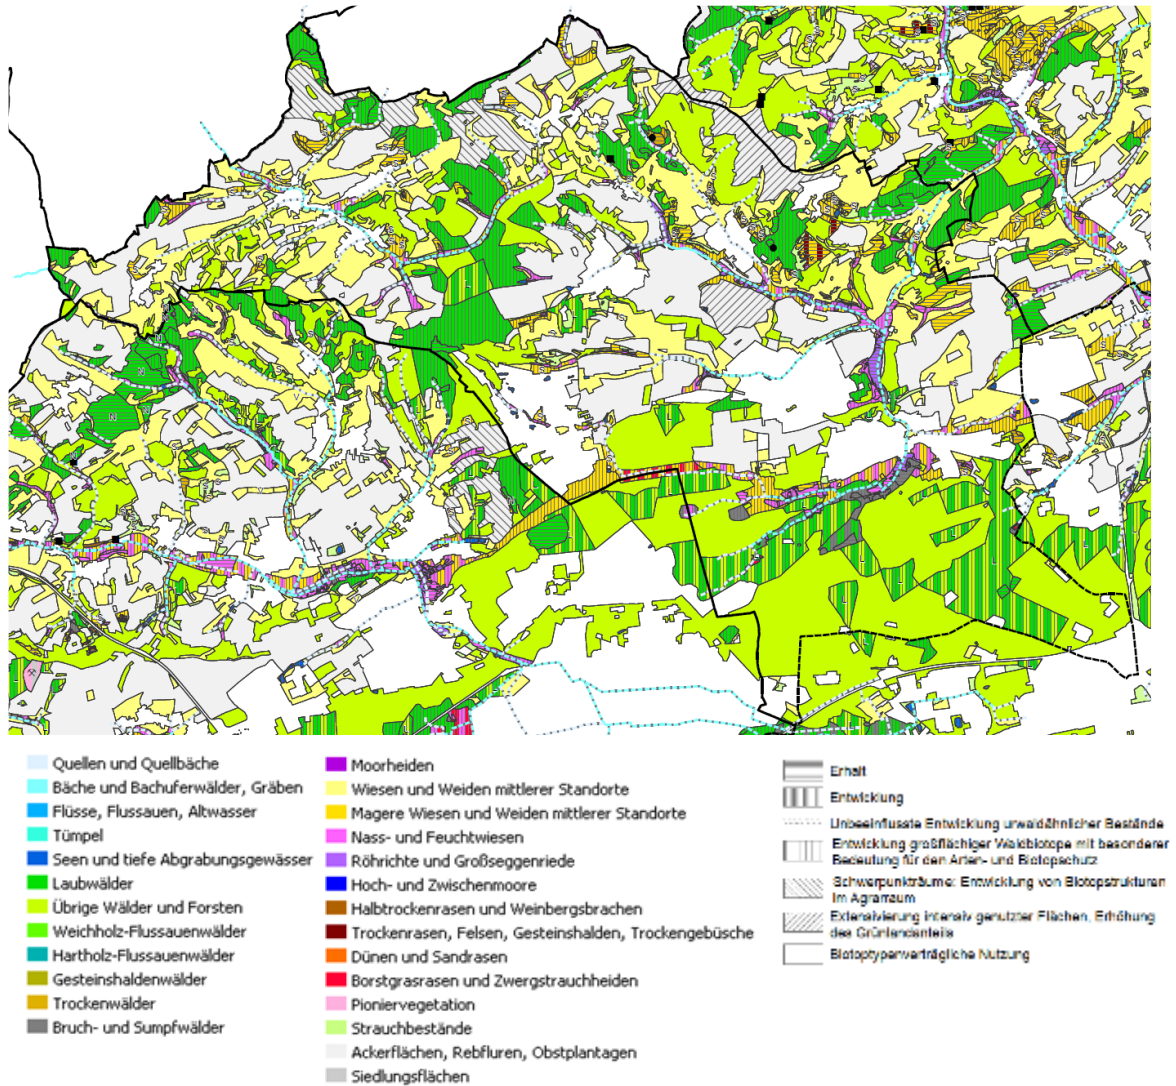 Quellen und Quellbäche
Bäche und Bachuferwälder, Gräben
Flüsse, Flussauen, Altwasser
Tümpel
Seen und tiefe Abgrabungsgewässer
Laubwälder
Übrige Wälder und Forsten
Weichholz-Flussauenwälder
Hartholz-Flussauenwälder
Gesteinshaldenwälder
Trockenwälder
Bruch- und Sumpfwälder
Moorheiden
Wiesen und Weiden mittlerer Standorte
Magere Wiesen und Weiden mittlerer Standorte
Nass- und Feuchtwiesen
Röhrichte und Großseggenriede
Hoch- und Zwischenmoore
Halbtrockenrasen und Weinbergsbrachen
Trockenrasen, Felsen, Gesteinshalden, Trockengebüsche
Dünen und Sandrasen
Borstgrasrasen und Zwergstrauchheiden
Pioniervegetation
Strauchbestände
Ackerflächen, Rebfluren, Obstplantagen
Siedlungsflächen
Erhalt
Entwicklung
Unbeeinflusste Entwicklung urwaldähnlicher Bestände
Entwicklung großflächiger Waldbiotope mit besonderer
Bedeutung für den Arten- und Biotopschutz
Schwerpunkträume: Entwicklung von Biotopstrukturen
im Agrarraum
Extensivierung intensiv genutzter Flächen, Erhöhung
des Grünlandanteils
Biotoptypenverträgliche Nutzung